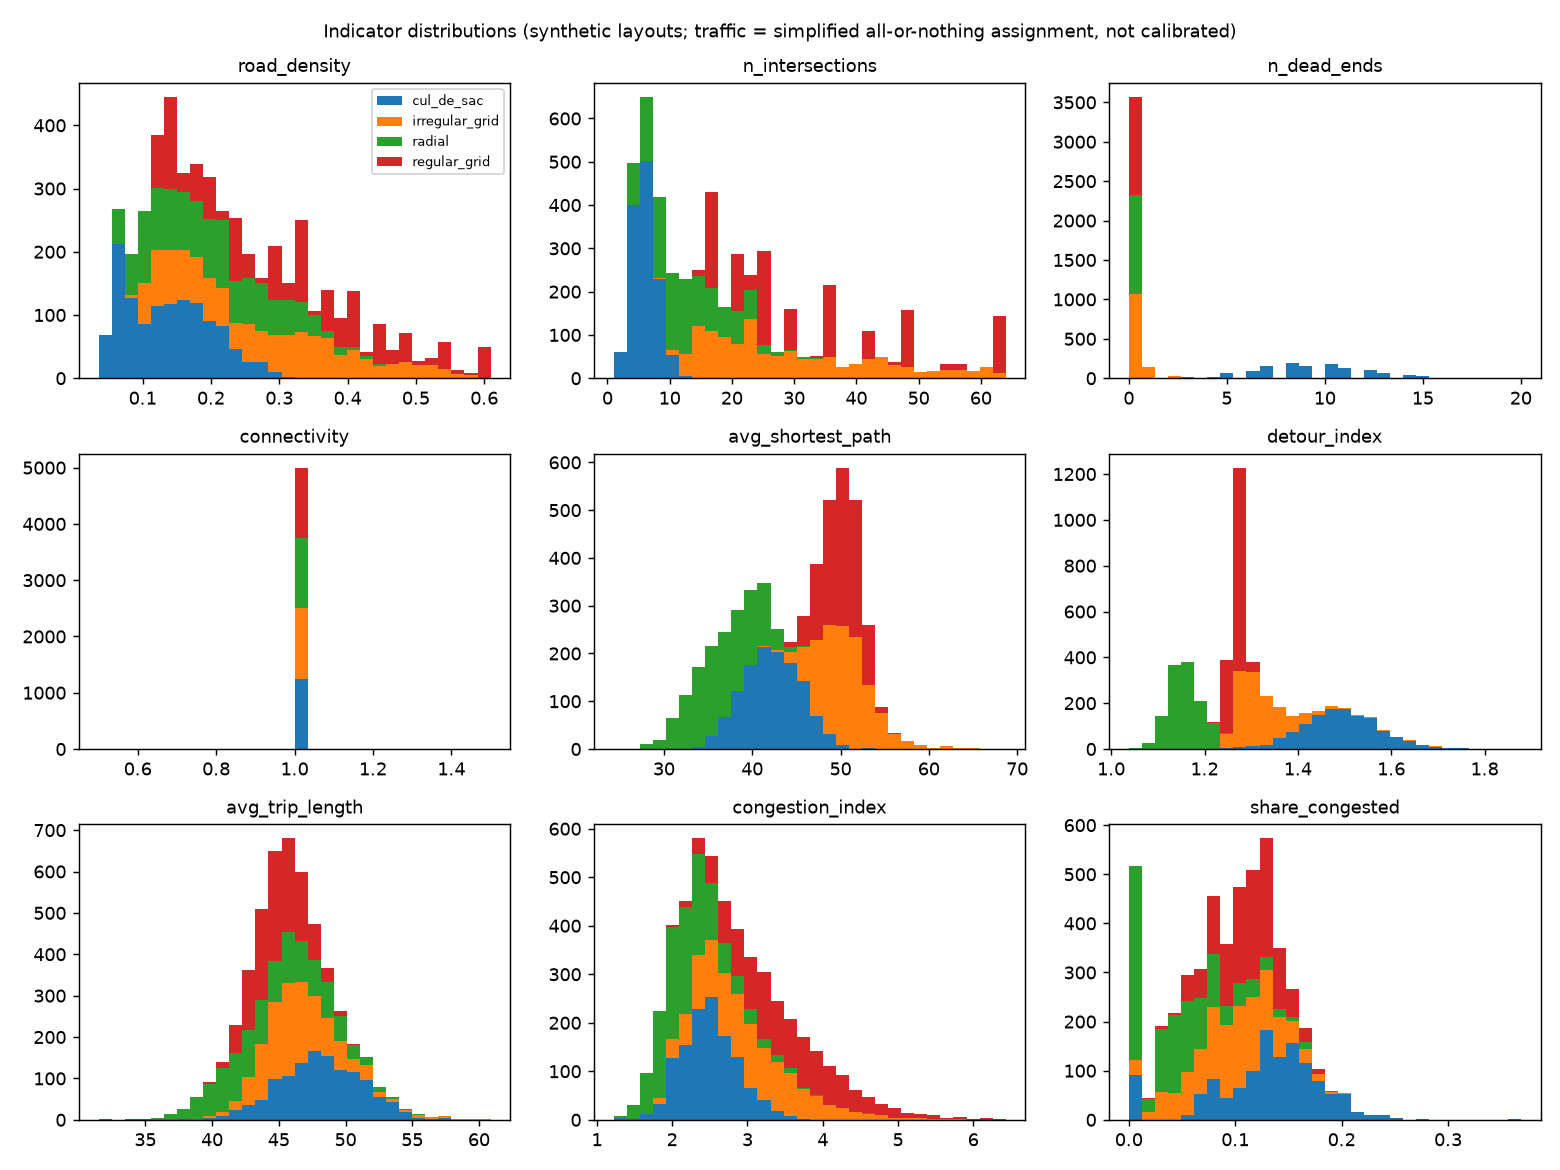 Indicator distributions (synthetic layouts; traffic = simplified all-or-nothing assignment, not calibrated)
road_density
n_intersections
n_dead_ends
cul_de_sac
irregular_grid
radial
regular_grid
400
300
200
100
0
0.1 0.2 0.3 0.4 0.5 0.6
600
500
400
300
200
100
0
0 10 20 30 40 50 60
3500
3000
2500
2000
1500
1000
500
0
0 5 10 15 20
connectivity
avg_shortest_path
detour_index
5000
4000
3000
2000
1000
0
0.6 0.8 1.0 1.2 1.4
600
500
400
300
200
100
0
30 40 50 60 70
1200
1000
800
600
400
200
0
1.0 1.2 1.4 1.6 1.8
avg_trip_length
congestion_index
share_congested
700
600
500
400
300
200
100
0
35 40 45 50 55 60
600
500
400
300
200
100
0
1 2 3 4 5 6
600
500
400
300
200
100
0
0.0 0.1 0.2 0.3